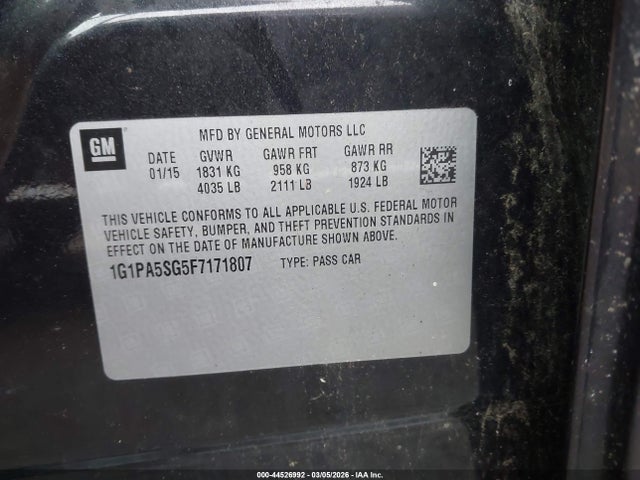 GM
MFD BY GENERAL MOTORS LLC
DATE GVWR GAWR FRT GAWR RR
01/15 1831 KG 958 KG 873 KG
4035 LB 2111 LB 1924 LB
THIS VEHICLE CONFORMS TO ALL APPLICABLE U.S. FEDERAL MOTOR
VEHICLE SAFETY, BUMPER, AND THEFT PREVENTION STANDARDS IN
EFFECT ON THE DATE OF MANUFACTURE SHOWN ABOVE.
1G1PA5SG5F7171807 TYPE: PASS CAR
000-44526992 - 03/05/2026 - IAA Inc.